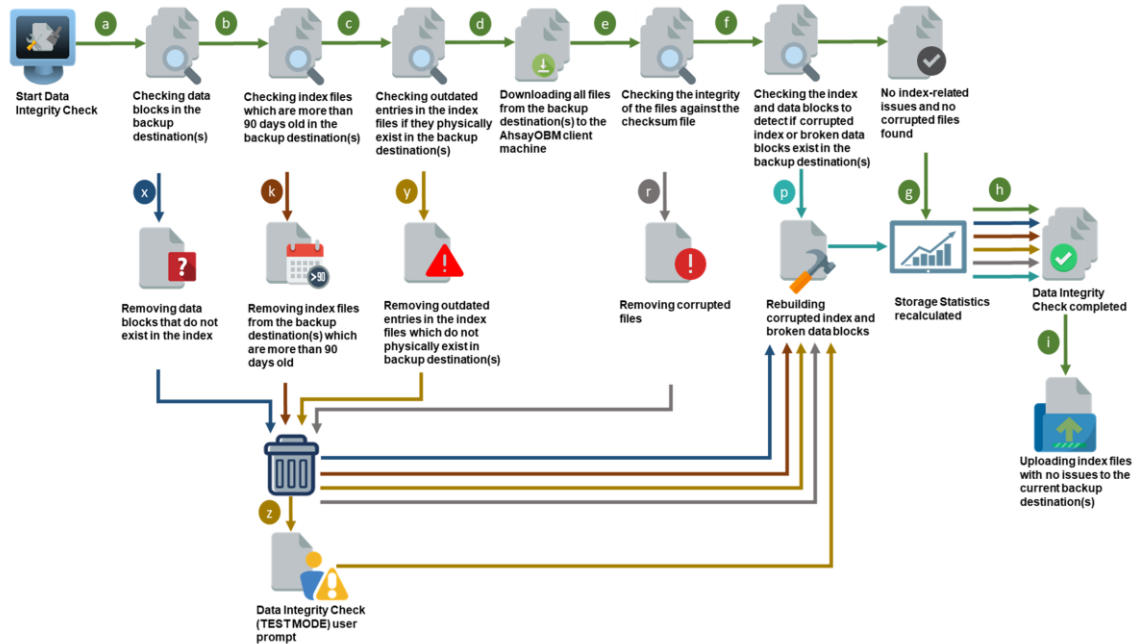 a
b
c
d
e
f
Start Data
Integrity Check
Checking data
blocks in the
backup
destination(s)
Checking index files
which are more than
90 days old in the
backup destination(s)
Checking outdated
entries in the index
files if they physically
exist in the backup
destination(s)
Downloading all files
from the backup
destination(s) to the
AhsayOBM client
machine
Checking the integrity
of the files against the
checksum file
Checking the index
and data blocks to
detect if corrupted
index or broken data
blocks exist in the
backup destination(s)
No index-related
issues and no
corrupted files
found
x
k
y
r
p
g
h
?
>90
!
!
Removing data
blocks that do not
exist in the index
Removing index files
from the backup
destination(s) which
are more than 90
days old
Removing outdated
entries in the index
files which do not
physically exist in
backup destination(s)
Removing corrupted
files
Rebuilding
corrupted index and
broken data blocks
Storage Statistics
recalculated
Data Integrity
Check completed
i
Uploading index files
with no issues to the
current backup
destination(s)
z
!
Data Integrity Check
(TEST MODE) user
prompt